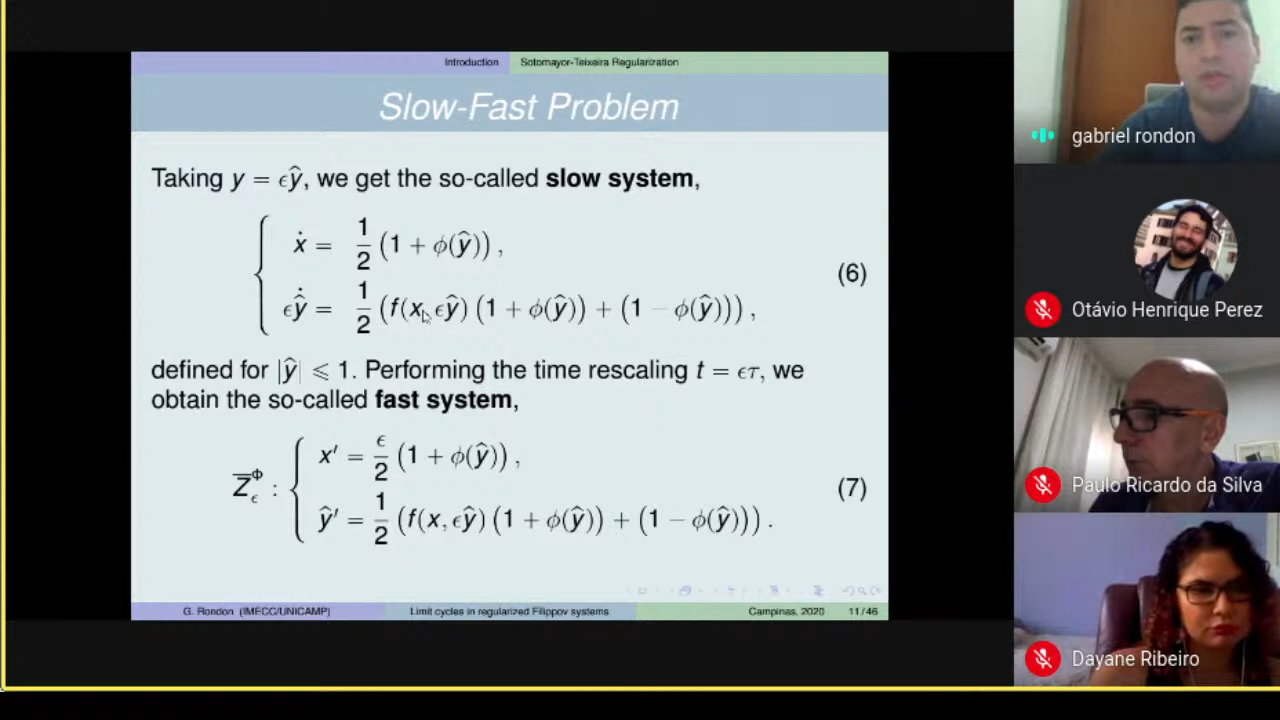 Introduction Sotomayor-Teixeira Regularization
Slow-Fast Problem
Taking y = ϵŷ, we get the so-called slow system,
{ ẋ = 1/2 (1 + ϕ(ŷ)),
ϵŷ̇ = 1/2 (f(x, ϵŷ) (1 + ϕ(ŷ)) + (1 − ϕ(ŷ))), (6)
defined for |ŷ| ⩽ 1. Performing the time rescaling t = ϵτ, we
obtain the so-called fast system,
Z̅_ϵ^Φ : { x′ = ϵ/2 (1 + ϕ(ŷ)),
ŷ′ = 1/2 (f(x, ϵŷ) (1 + ϕ(ŷ)) + (1 − ϕ(ŷ))). (7)
G. Rondon (IMECC/UNICAMP) Limit cycles in regularized Filippov systems Campinas, 2020 11/46
gabriel rondon
Otávio Henrique Perez
Paulo Ricardo da Silva
Dayane Ribeiro